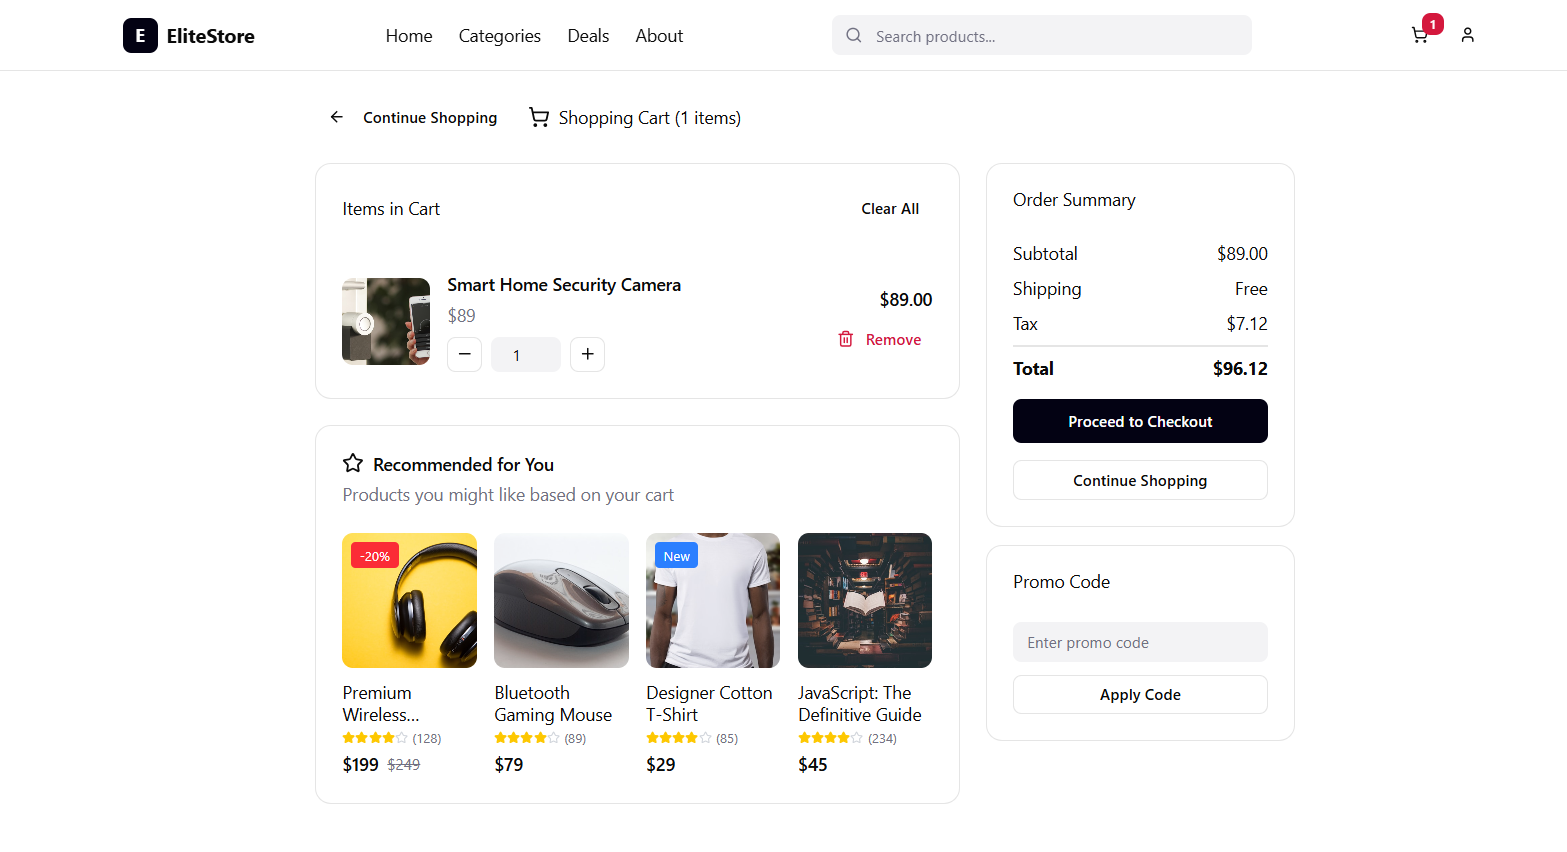 E EliteStore
Home Categories Deals About
Search products...
1
Continue Shopping
Shopping Cart (1 items)
Items in Cart
Clear All
Smart Home Security Camera
$89
1
$89.00
Remove
Order Summary
Subtotal $89.00
Shipping Free
Tax $7.12
Total $96.12
Proceed to Checkout
Continue Shopping
Recommended for You
Products you might like based on your cart
-20%
Premium
Wireless...
(128)
$199 $249
Bluetooth
Gaming Mouse
(89)
$79
New
Designer Cotton
T-Shirt
(85)
$29
JavaScript: The
Definitive Guide
(234)
$45
Promo Code
Enter promo code
Apply Code